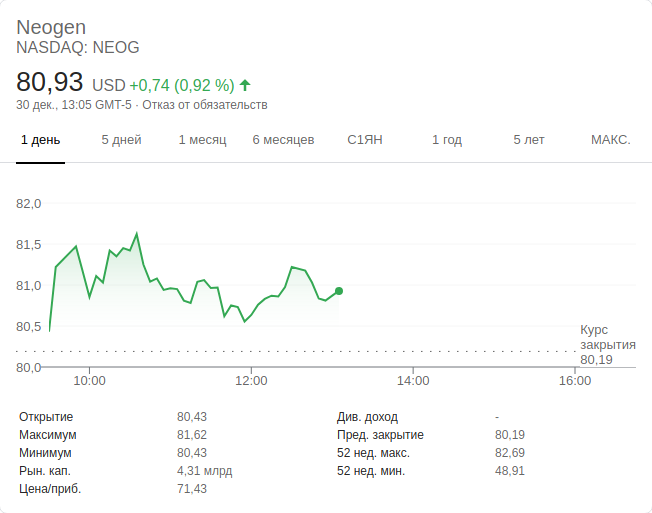 Neogen
NASDAQ: NEOG
80,93 USD +0,74 (0,92 %)
30 дек., 13:05 GMT-5 · Отказ от обязательств
1 день 5 дней 1 месяц 6 месяцев С1ЯН 1 год 5 лет МАКС.
82,0
81,5
81,0
80,5
80,0
Курс
закрытия
80,19
10:00 12:00 14:00 16:00
Открытие 80,43 Див. доход -
Максимум 81,62 Пред. закрытие 80,19
Минимум 80,43 52 нед. макс. 82,69
Рын. кап. 4,31 млрд 52 нед. мин. 48,91
Цена/приб. 71,43